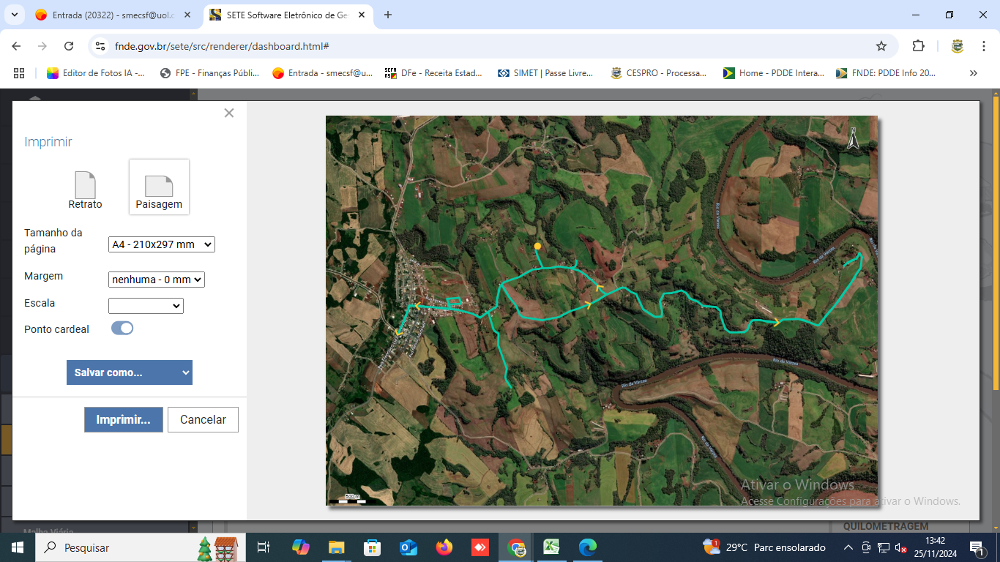 Entrada (20322) - smecsf@uol.c
SETE Software Eletrônico de Ge
fnde.gov.br/sete/src/renderer/dashboard.html#
Editor de Fotos IA -...
FPE - Finanças Públi...
Entrada - smecsf@u...
SEFA RS
DFe - Receita Estad...
SIMET | Passe Livre...
CESPRO - Processa...
Home - PDDE Intera...
FNDE: PDDE Info 20...
Imprimir
Retrato
Paisagem
Tamanho da página
A4 - 210x297 mm
Margem
nenhuma - 0 mm
Escala
Ponto cardeal
Salvar como...
Imprimir...
Cancelar
N
Rio da Várzea
Rio da Várzea
Rio da Várzea
Rio da Várzea
Rio da Várzea
500 m
Ativar o Windows
Acesse Configurações para ativar o Windows.
Malha Viária
QUILOMETRAGEM
Pesquisar
29°C Parc ensolarado
13:42
25/11/2024
1
1